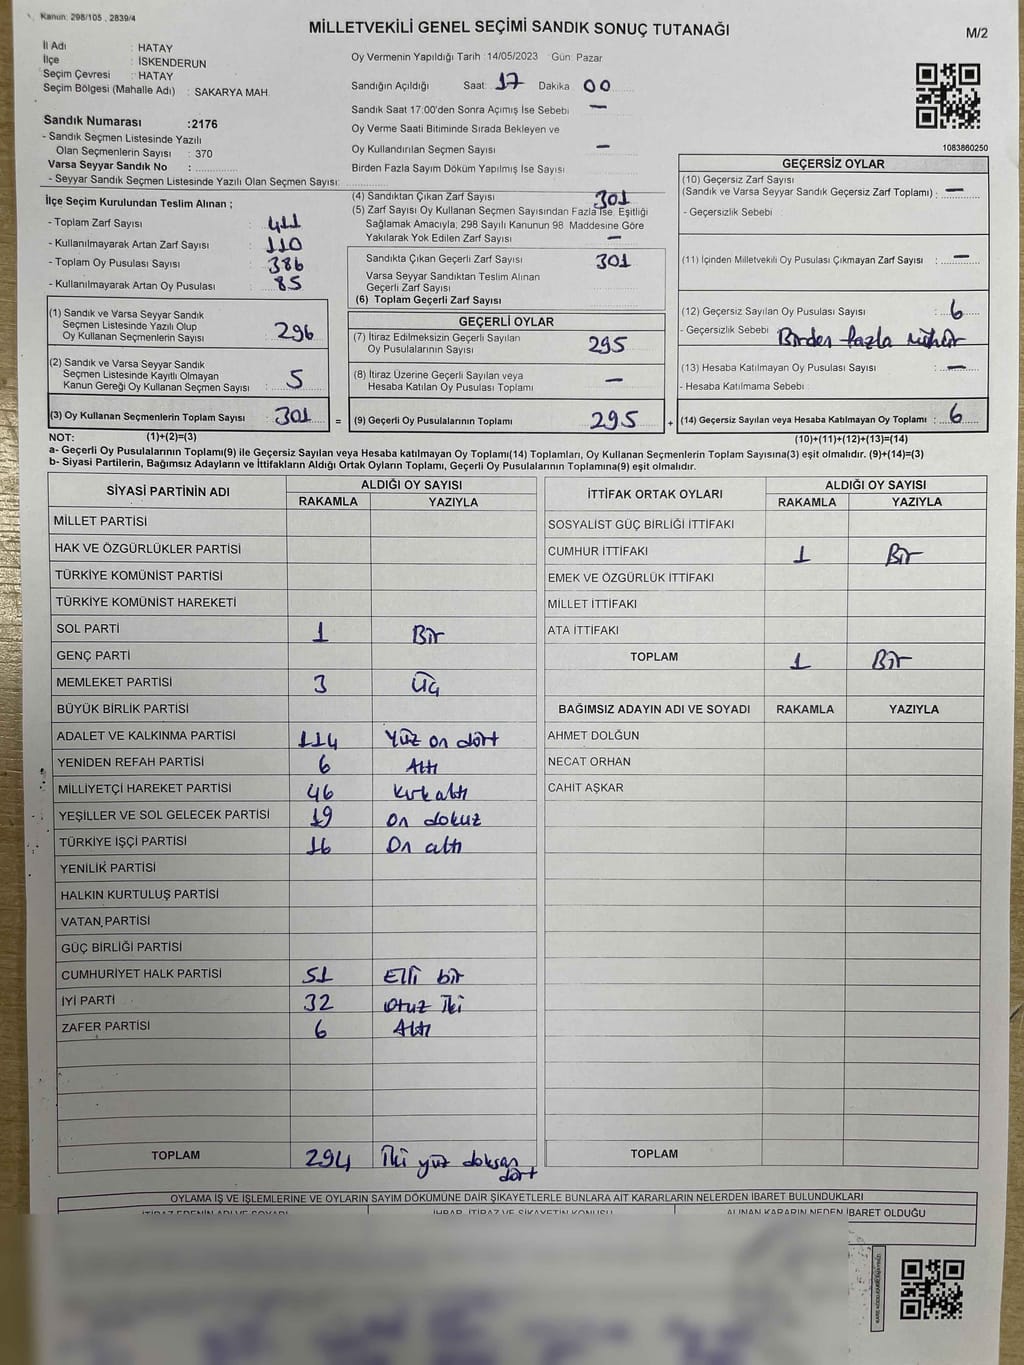 Kanun: 298/105 , 2839/4
MİLLETVEKİLİ GENEL SEÇİMİ SANDIK SONUÇ TUTANAĞI
M/2
İl Adı : HATAY
İlçe : İSKENDERUN
Seçim Çevresi : HATAY
Seçim Bölgesi (Mahalle Adı) : SAKARYA MAH.
Sandık Numarası :2176
- Sandık Seçmen Listesinde Yazılı
Olan Seçmenlerin Sayısı : 370
Varsa Seyyar Sandık No :
- Seyyar Sandık Seçmen Listesinde Yazılı Olan Seçmen Sayısı:
Oy Vermenin Yapıldığı Tarih : 14/05/2023 Gün: Pazar
Sandığın Açıldığı Saat: 17 Dakika 00
Sandık Saat 17:00'den Sonra Açımış İse Sebebi —
Oy Verme Saati Bitiminde Sırada Bekleyen ve
Oy Kullandırılan Seçmen Sayısı —
Birden Fazla Sayım Döküm Yapılmış İse Sayısı
1083860250
İlçe Seçim Kurulundan Teslim Alınan ;
- Toplam Zarf Sayısı : 411
- Kullanılmayarak Artan Zarf Sayısı : 110
- Toplam Oy Pusulası Sayısı : 386
- Kullanılmayarak Artan Oy Pusulası : 85
(1) Sandık ve Varsa Seyyar Sandık
Seçmen Listesinde Yazılı Olup
Oy Kullanan Seçmenlerin Sayısı : 296
(2) Sandık ve Varsa Seyyar Sandık
Seçmen Listesinde Kayıtlı Olmayan
Kanun Gereği Oy Kullanan Seçmen Sayısı : 5
(3) Oy Kullanan Seçmenlerin Toplam Sayısı : 301 =
(4) Sandıktan Çıkan Zarf Sayısı 301
(5) Zarf Sayısı Oy Kullanan Seçmen Sayısından Fazla İse, Eşitliği
Sağlamak Amacıyla; 298 Sayılı Kanunun 98 Maddesine Göre
Yakılarak Yok Edilen Zarf Sayısı —
Sandıkta Çıkan Geçerli Zarf Sayısı 301
Varsa Seyyar Sandıktan Teslim Alınan
Geçerli Zarf Sayısı
(6) Toplam Geçerli Zarf Sayısı
GEÇERLİ OYLAR
(7) İtiraz Edilmeksizin Geçerli Sayılan
Oy Pusulalarının Sayısı 295
(8) İtiraz Üzerine Geçerli Sayılan veya
Hesaba Katılan Oy Pusulası Toplamı —
(9) Geçerli Oy Pusulalarının Toplamı 295 +
GEÇERSİZ OYLAR
(10) Geçersiz Zarf Sayısı
(Sandık ve Varsa Seyyar Sandık Geçersiz Zarf Toplamı) : —
- Geçersizlik Sebebi :
(11) İçinden Milletvekili Oy Pusulası Çıkmayan Zarf Sayısı : —
(12) Geçersiz Sayılan Oy Pusulası Sayısı : 6
- Geçersizlik Sebebi Birden fazla mühür
(13) Hesaba Katılmayan Oy Pusulası Sayısı : —
- Hesaba Katılmama Sebebi :
(14) Geçersiz Sayılan veya Hesaba Katılmayan Oy Toplamı : 6
NOT: (1)+(2)=(3) (10)+(11)+(12)+(13)=(14)
a- Geçerli Oy Pusulalarının Toplamı(9) ile Geçersiz Sayılan veya Hesaba katılmayan Oy Toplamı(14) Toplamları, Oy Kullanan Seçmenlerin Toplam Sayısına(3) eşit olmalıdır. (9)+(14)=(3)
b- Siyasi Partilerin, Bağımsız Adayların ve İttifakların Aldığı Ortak Oyların Toplamı, Geçerli Oy Pusulalarının Toplamına(9) eşit olmalıdır.
SİYASİ PARTİNİN ADI ALDIĞI OY SAYISI
RAKAMLA YAZIYLA
MİLLET PARTİSİ
HAK VE ÖZGÜRLÜKLER PARTİSİ
TÜRKİYE KOMÜNİST PARTİSİ
TÜRKİYE KOMÜNİST HAREKETİ
SOL PARTİ 1 Bir
GENÇ PARTİ
MEMLEKET PARTİSİ 3 Üç
BÜYÜK BİRLİK PARTİSİ
ADALET VE KALKINMA PARTİSİ 114 Yüz on dört
YENİDEN REFAH PARTİSİ 6 Altı
MİLLİYETÇİ HAREKET PARTİSİ 46 Kırk altı
YEŞİLLER VE SOL GELECEK PARTİSİ 19 On dokuz
TÜRKİYE İŞÇİ PARTİSİ 16 On altı
YENİLİK PARTİSİ
HALKIN KURTULUŞ PARTİSİ
VATAN PARTİSİ
GÜÇ BİRLİĞİ PARTİSİ
CUMHURİYET HALK PARTİSİ 51 Elli bir
İYİ PARTİ 32 Otuz iki
ZAFER PARTİSİ 6 Altı
TOPLAM 294 İki yüz doksan dört
İTTİFAK ORTAK OYLARI ALDIĞI OY SAYISI
RAKAMLA YAZIYLA
SOSYALİST GÜÇ BİRLİĞİ İTTİFAKI
CUMHUR İTTİFAKI 1 Bir
EMEK VE ÖZGÜRLÜK İTTİFAKI
MİLLET İTTİFAKI
ATA İTTİFAKI
TOPLAM 1 Bir
BAĞIMSIZ ADAYIN ADI VE SOYADI RAKAMLA YAZIYLA
AHMET DOLĞUN
NECAT ORHAN
CAHİT AŞKAR
TOPLAM
OYLAMA İŞ VE İŞLEMLERİNE VE OYLARIN SAYIM DÖKÜMÜNE DAİR ŞİKAYETLERLE BUNLARA AİT KARARLARIN NELERDEN İBARET BULUNDUKLARI
İTİRAZ EDENİN ADI VE SOYADI İHBAR, İTİRAZ VE ŞİKAYETİN KONUSU ALINAN KARARIN NEDEN İBARET OLDUĞU